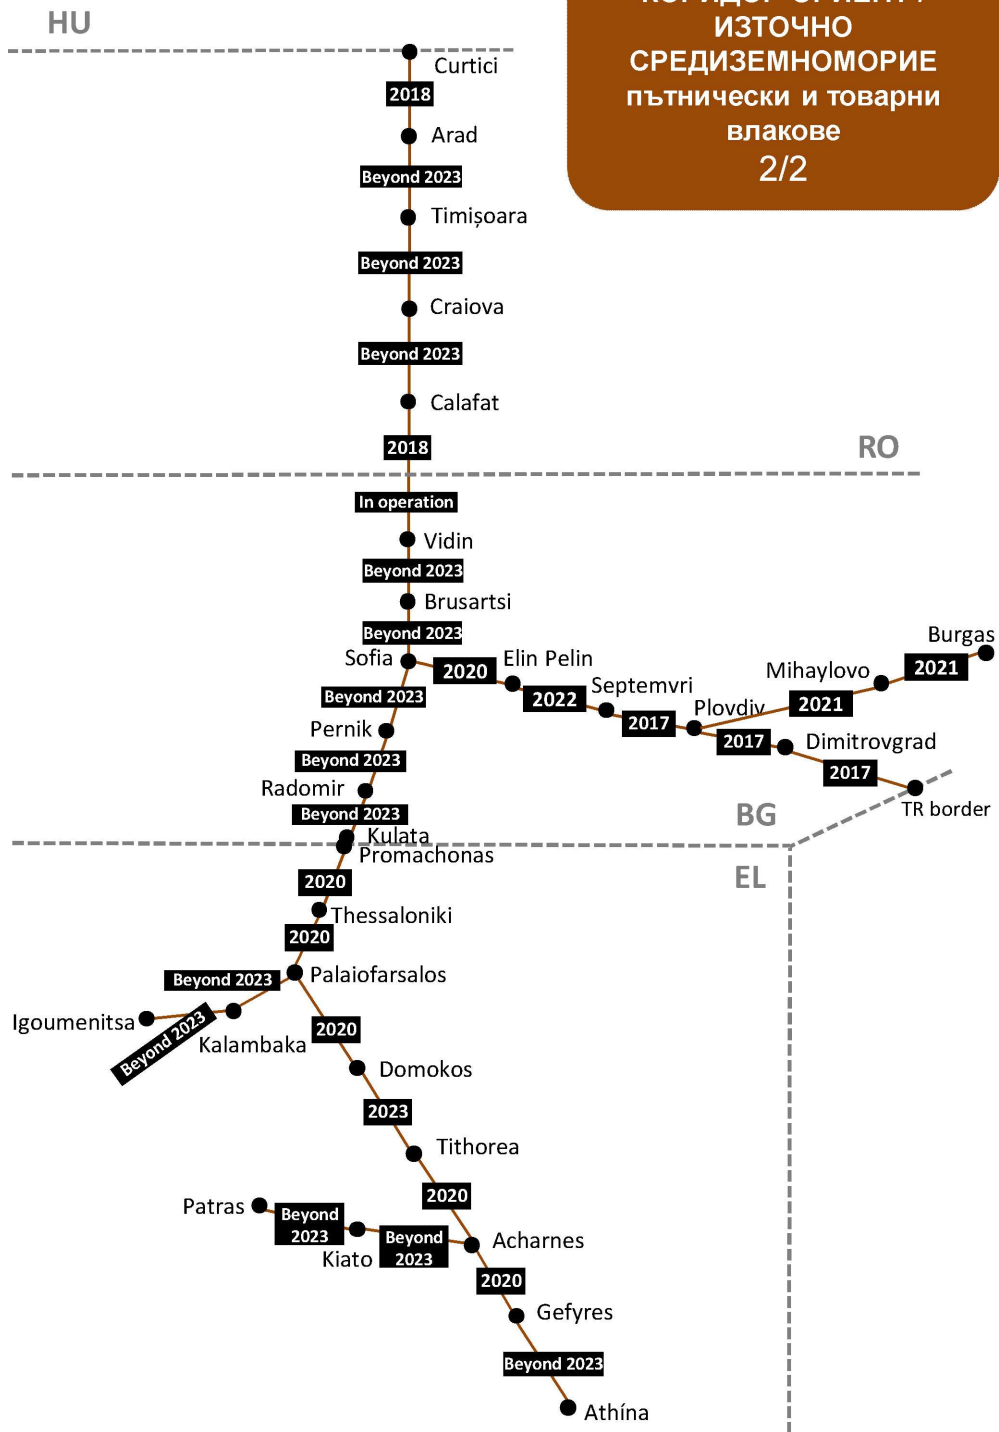 HU
КОРИДОР ОРИЕНТ/
ИЗТОЧНО
СРЕДИЗЕМНОМОРИЕ
пътнически и товарни
влакове
2/2
Curtici
2018
Arad
Beyond 2023
Timișoara
Beyond 2023
Craiova
Beyond 2023
Calafat
2018
RO
In operation
Vidin
Beyond 2023
Brusartsi
Beyond 2023
Sofia
2020
Elin Pelin
2022
Septemvri
2017
Plovdiv
2021
Mihaylovo
2021
Burgas
2017
Dimitrovgrad
2017
TR border
Beyond 2023
Pernik
Beyond 2023
Radomir
Beyond 2023
BG
Kulata
Promachonas
EL
2020
Thessaloniki
2020
Palaiofarsalos
Beyond 2023
Kalambaka
Beyond 2023
Igoumenitsa
2020
Domokos
2023
Tithorea
2020
Patras
Beyond
2023
Kiato
Beyond
2023
Acharnes
2020
Gefyres
Beyond 2023
Athína